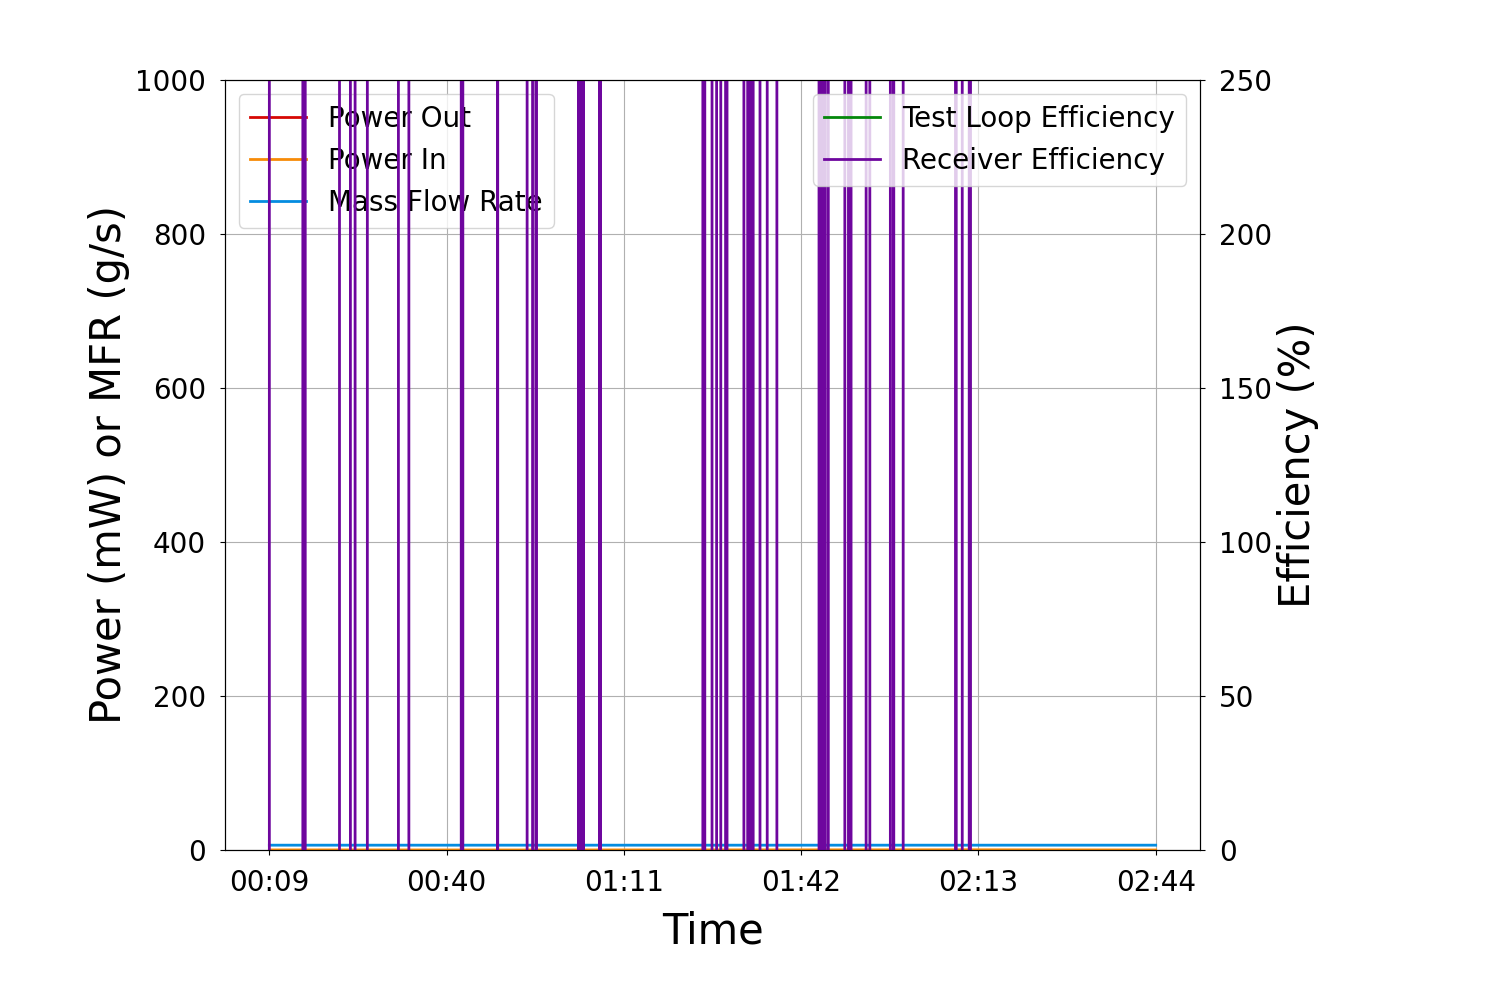 1000
800
600
400
200
0
Power (mW) or MFR (g/s)
Power Out
Power In
Mass Flow Rate
Test Loop Efficiency
Receiver Efficiency
250
200
150
100
50
0
Efficiency (%)
00:09 00:40 01:11 01:42 02:13 02:44
Time